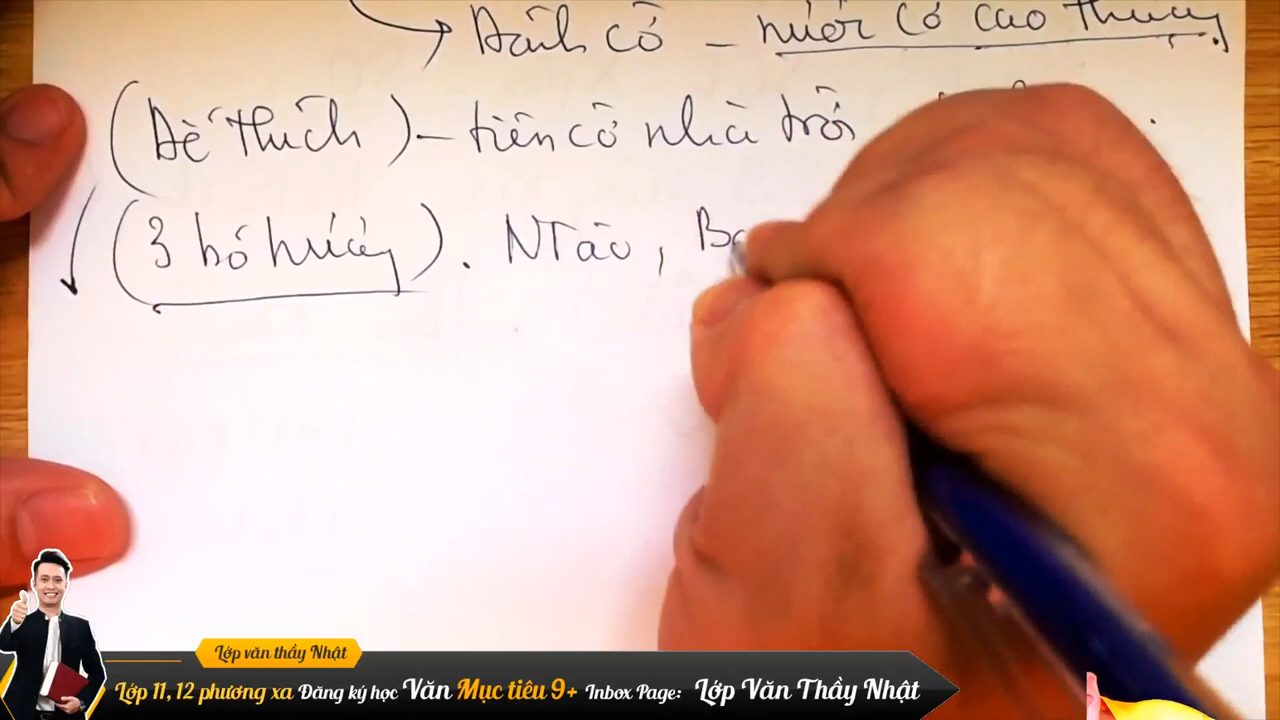 Đánh cờ - nước cờ cao thủ
(Đế Thích) - tiên cờ nhà trời
(3 bó hương). NTào, B
Lớp văn thầy Nhật
Lớp 11, 12 phương xa Đăng ký học Văn Mục tiêu 9+ Inbox Page: Lớp Văn Thầy Nhật